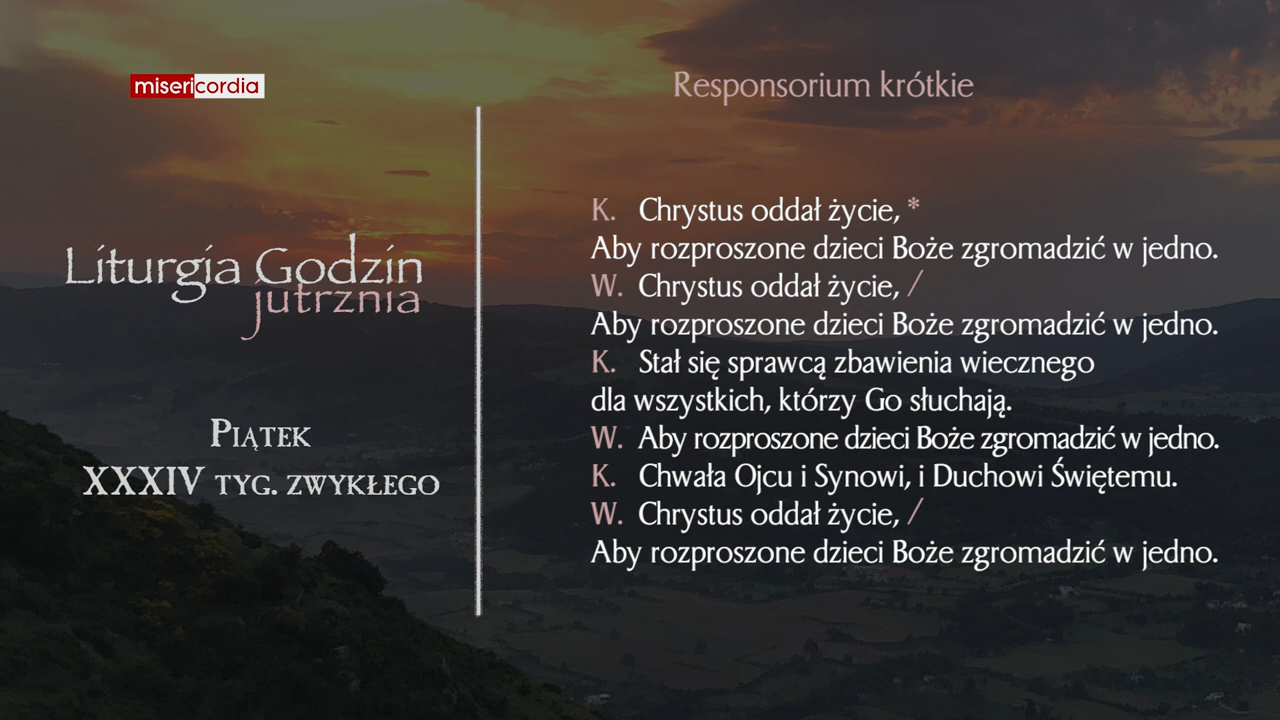 misericordia
Liturgia Godzin
jutrznia
Piątek
XXXIV tyg. zwykłego
Responsorium krótkie
K. Chrystus oddał życie, *
Aby rozproszone dzieci Boże zgromadzić w jedno.
W. Chrystus oddał życie, /
Aby rozproszone dzieci Boże zgromadzić w jedno.
K. Stał się sprawcą zbawienia wiecznego
dla wszystkich, którzy Go słuchają.
W. Aby rozproszone dzieci Boże zgromadzić w jedno.
K. Chwała Ojcu i Synowi, i Duchowi Świętemu.
W. Chrystus oddał życie, /
Aby rozproszone dzieci Boże zgromadzić w jedno.